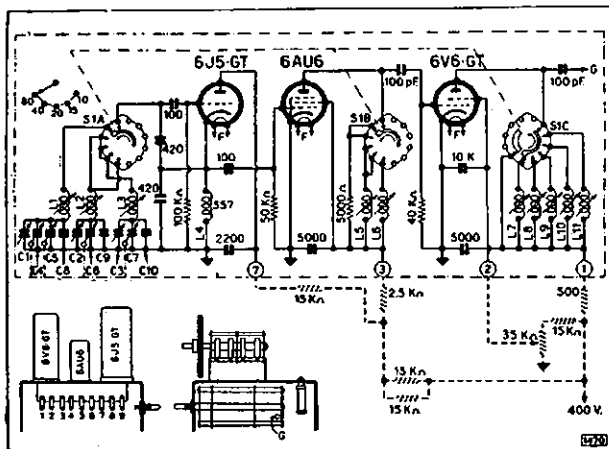 6J5-GT 6AU6 6V6-GT
80 40 20 15 10
S1A
100
420
420
100
100 KΩ
L4
557
2200
50 KΩ
5000
S1B
5000 Ω
100 pF.
L5 L6
40 KΩ
10 K
5000
100 pF.
G
S1C
L1 L2 L3
L7 L8 L9 L10 L11
C1 C4 C5 C8 C2 C6 C9 C3 C7 C10
7 3 2 1
15 KΩ
2.5 KΩ
500
35 KΩ
15 KΩ
15 KΩ
15 KΩ
400 V.
6V6-GT
6AU6
6J5-GT
1 2 3 4 5 6 7 8 9
G